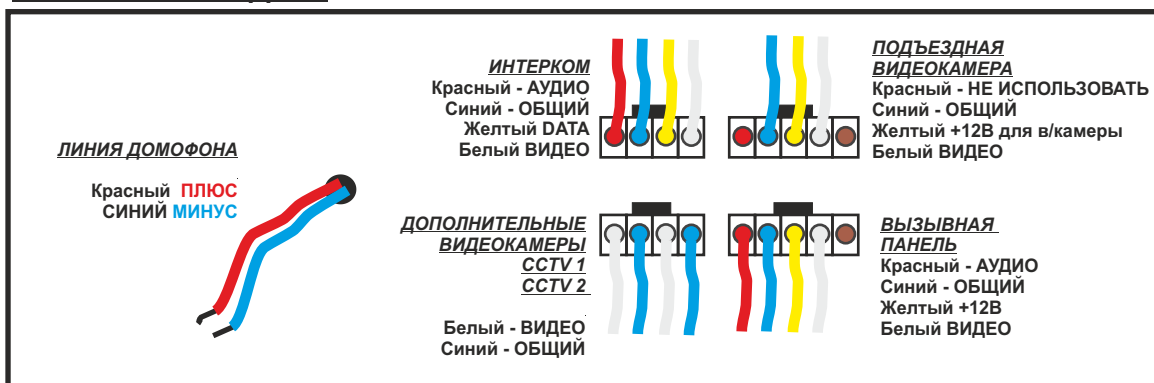 ЛИНИЯ ДОМОФОНА
Красный ПЛЮС
СИНИЙ МИНУС
ИНТЕРКОМ
Красный - АУДИО
Синий - ОБЩИЙ
Желтый DATA
Белый ВИДЕО
ПОДЪЕЗДНАЯ
ВИДЕОКАМЕРА
Красный - НЕ ИСПОЛЬЗОВАТЬ
Синий - ОБЩИЙ
Желтый +12В для в/камеры
Белый ВИДЕО
ДОПОЛНИТЕЛЬНЫЕ
ВИДЕОКАМЕРЫ
CCTV 1
CCTV 2
Белый - ВИДЕО
Синий - ОБЩИЙ
ВЫЗЫВНАЯ
ПАНЕЛЬ
Красный - АУДИО
Синий - ОБЩИЙ
Желтый +12В
Белый ВИДЕО